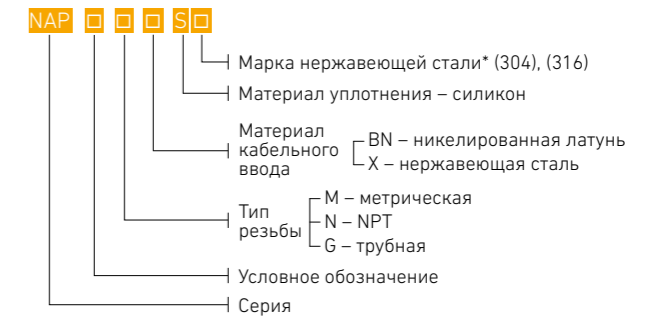 NAP □ □ □ S □
Марка нержавеющей стали* (304), (316)
Материал уплотнения – силикон
Материал
кабельного
ввода
BN – никелированная латунь
X – нержавеющая сталь
Тип
резьбы
M – метрическая
N – NPT
G – трубная
Условное обозначение
Серия